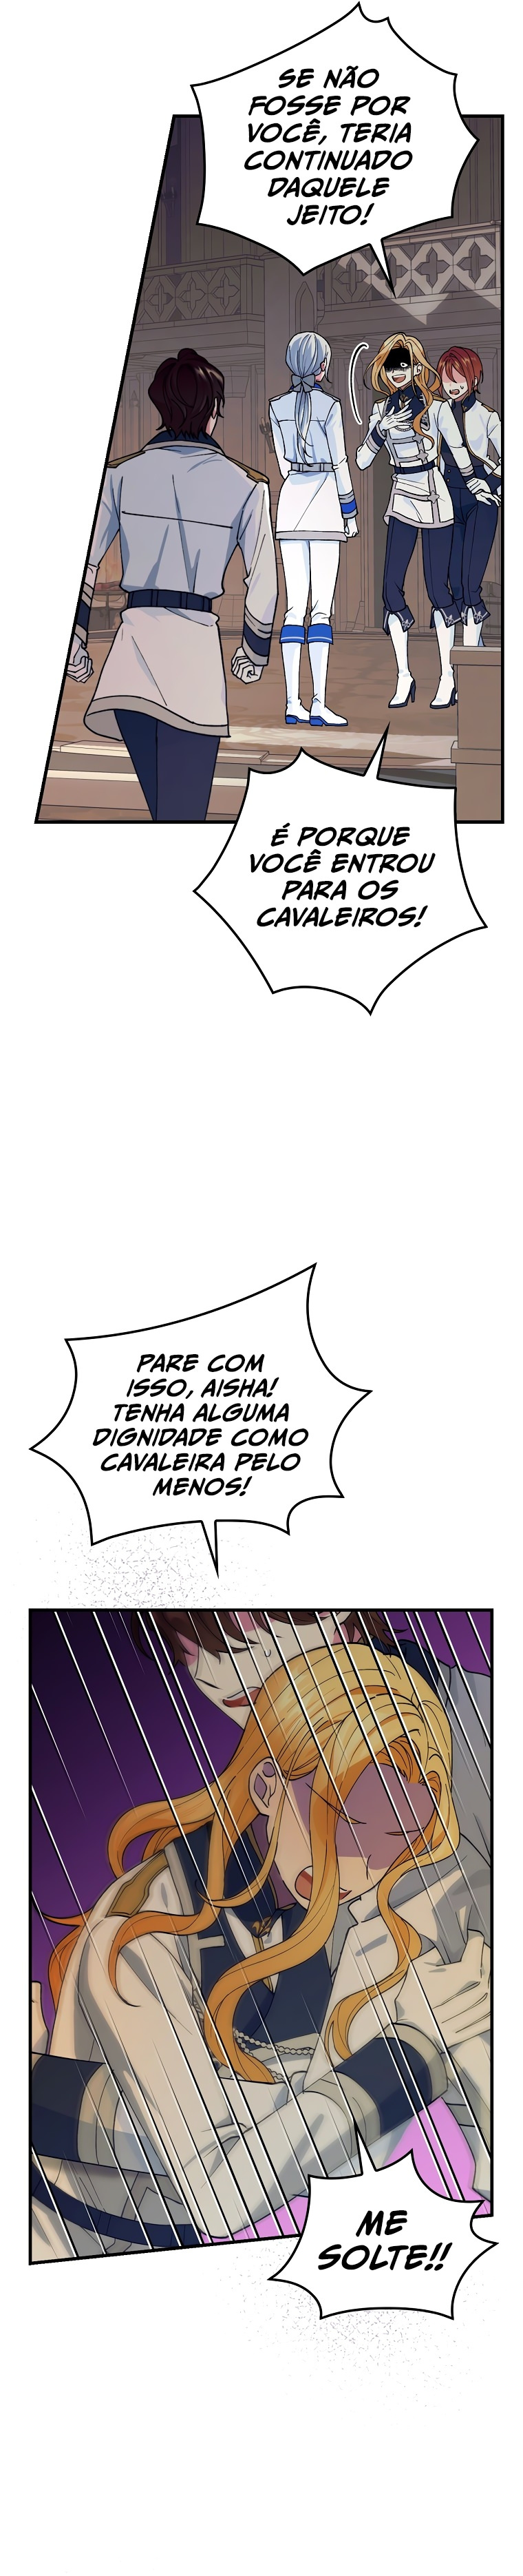 SE NÃO
FOSSE POR
VOCÊ, TERIA
CONTINUADO
DAQUELE
JEITO!
É PORQUE
VOCÊ ENTROU
PARA OS
CAVALEIROS!
PARE COM
ISSO, AISHA!
TENHA ALGUMA
DIGNIDADE COMO
CAVALEIRA PELO
MENOS!
ME
SOLTE!!